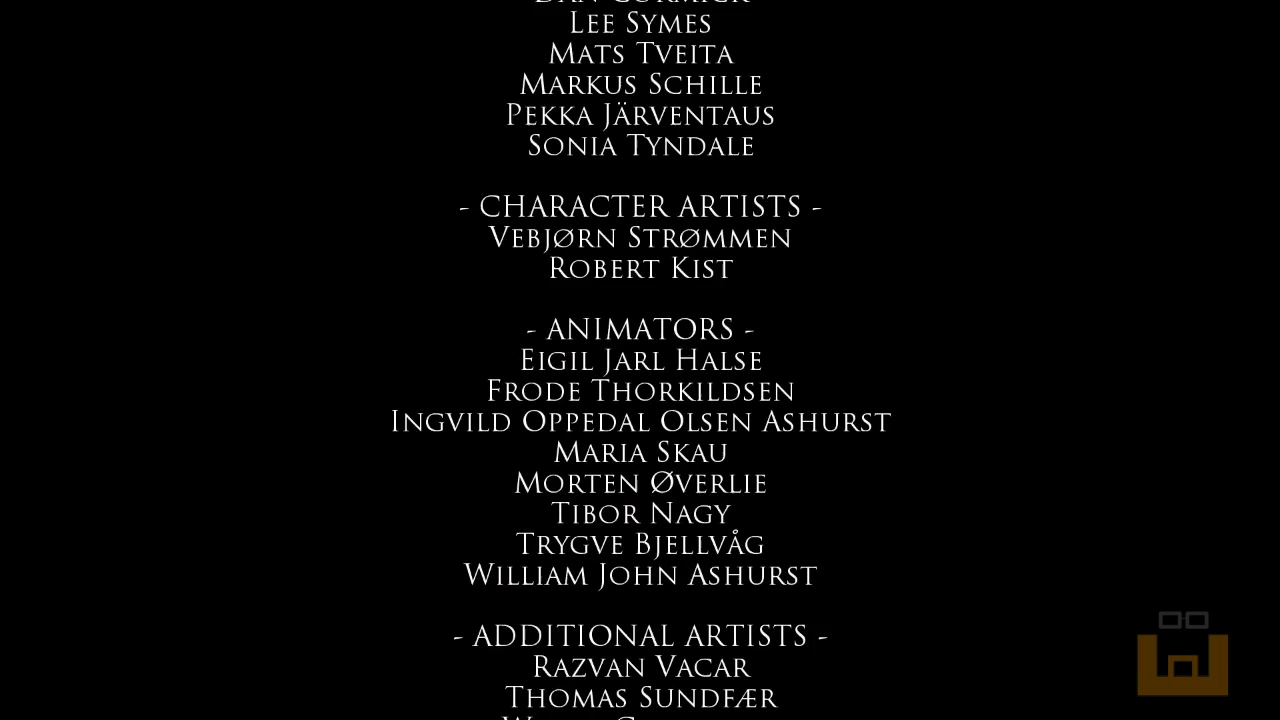 Dan Cormick
Lee Symes
Mats Tveita
Markus Schille
Pekka Järventaus
Sonia Tyndale
- CHARACTER ARTISTS -
Vebjørn Strømmen
Robert Kist
- ANIMATORS -
Eigil Jarl Halse
Frode Thorkildsen
Ingvild Oppedal Olsen Ashurst
Maria Skau
Morten Øverlie
Tibor Nagy
Trygve Bjellvåg
William John Ashurst
- ADDITIONAL ARTISTS -
Razvan Vacar
Thomas Sundfær